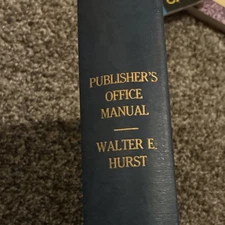 PUBLISHER'S
OFFICE
MANUAL
WALTER E.
HURST